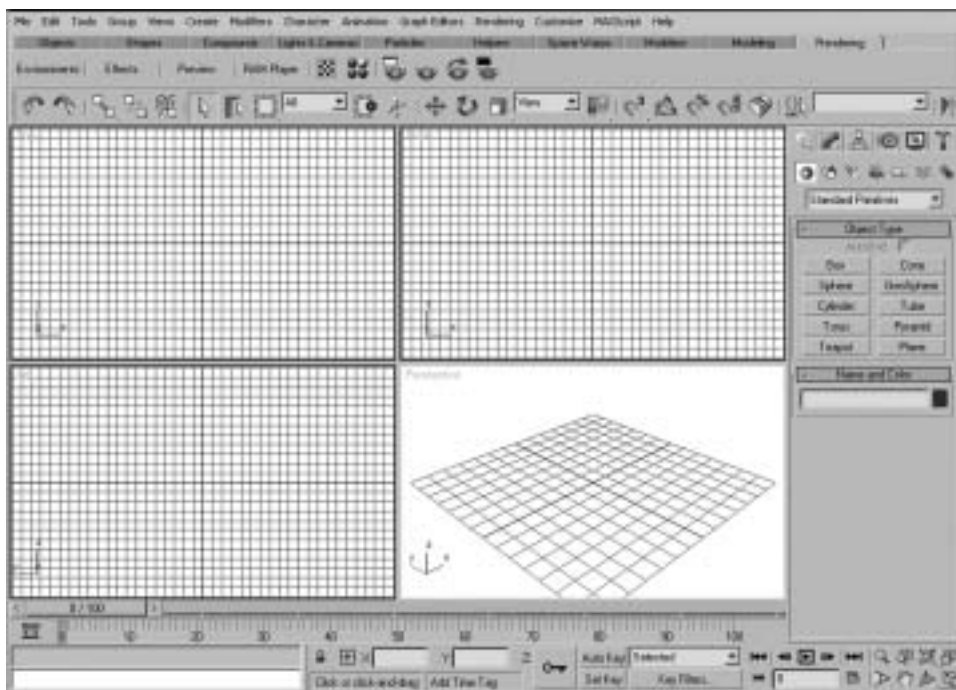 File Edit Tools Group Views Create Modifiers Character Animation Graph Editors Rendering Customize MAXScript Help
Objects Shapes Compounds Lights & Cameras Particles Helpers Space Warps Modifiers Modeling Rendering
Environments Effects Preview RAM Player
All View
Standard Primitives
Object Type
AutoGrid
Box Cone
Sphere GeoSphere
Cylinder Tube
Torus Pyramid
Teapot Plane
Perspective
Name and Color
0 / 100
0 10 20 30 40 50 60 70 80 90 100
X Y Z Auto Key Selected
Click or click-and-drag Add Time Tag Set Key Key Filters... 0